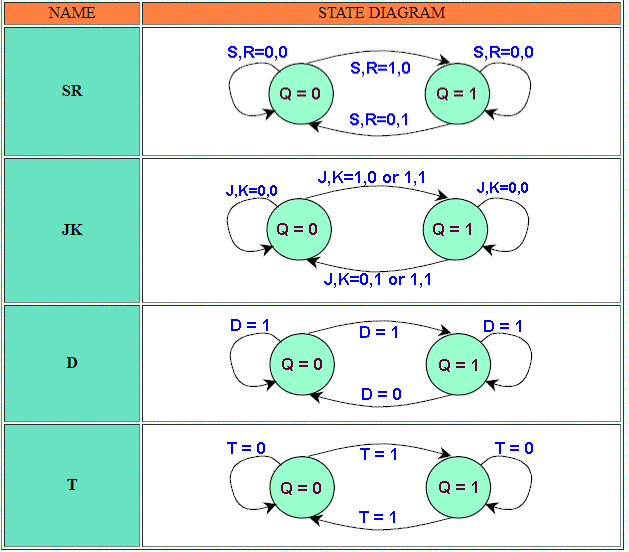 NAME STATE DIAGRAM
SR
S,R=0,0 S,R=1,0 S,R=0,0
Q = 0 Q = 1
S,R=0,1
JK
J,K=0,0 J,K=1,0 or 1,1 J,K=0,0
Q = 0 Q = 1
J,K=0,1 or 1,1
D
D = 1 D = 1 D = 1
Q = 0 Q = 1
D = 0
T
T = 0 T = 1 T = 0
Q = 0 Q = 1
T = 1